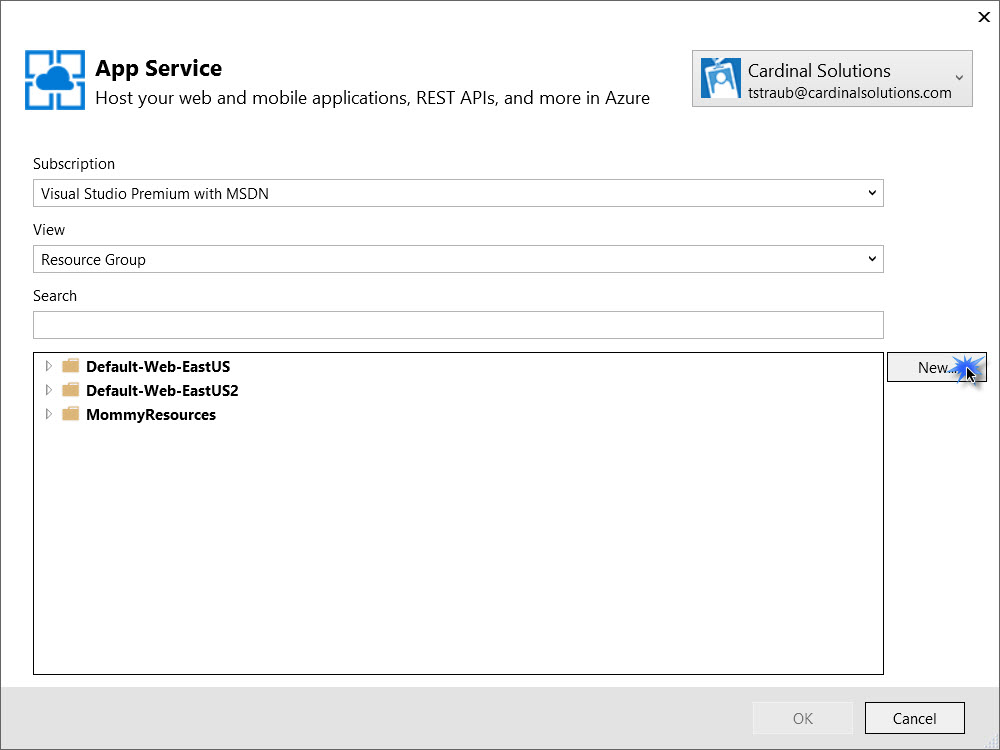 App Service
Host your web and mobile applications, REST APIs, and more in Azure
Cardinal Solutions
tstraub@cardinalsolutions.com
Subscription
Visual Studio Premium with MSDN
View
Resource Group
Search
Default-Web-EastUS
Default-Web-EastUS2
MommyResources
New...
OK
Cancel